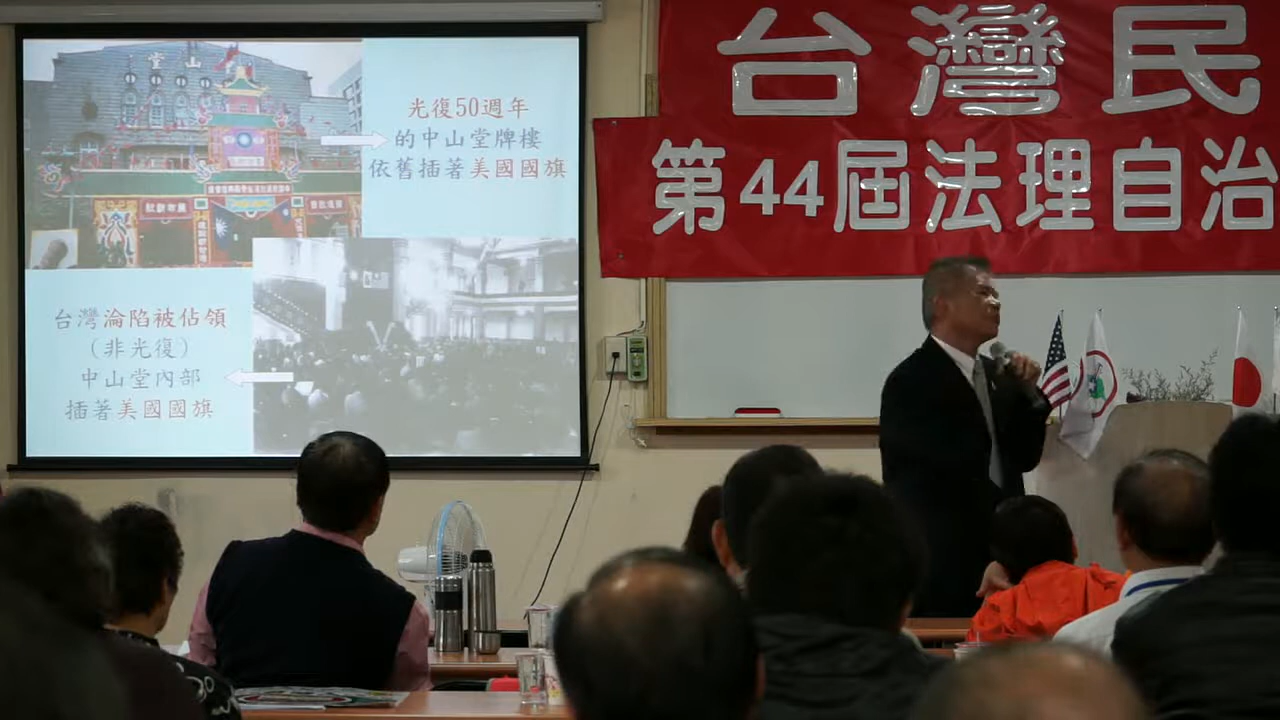 台灣民
第44屆法理自治
堂山
光復50週年
的中山堂牌樓
依舊插著美國國旗
台灣淪陷被佔領
(非光復)
中山堂內部
插著美國國旗